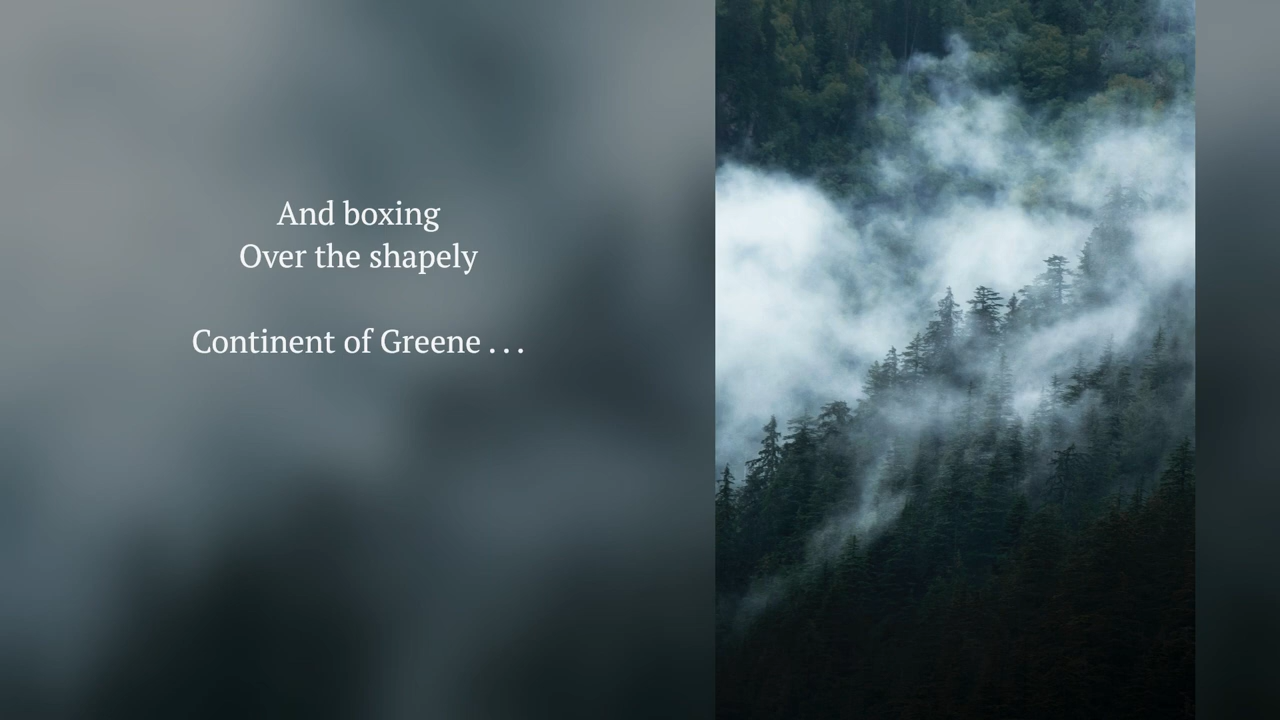 And boxing
Over the shapely
Continent of Greene . . .